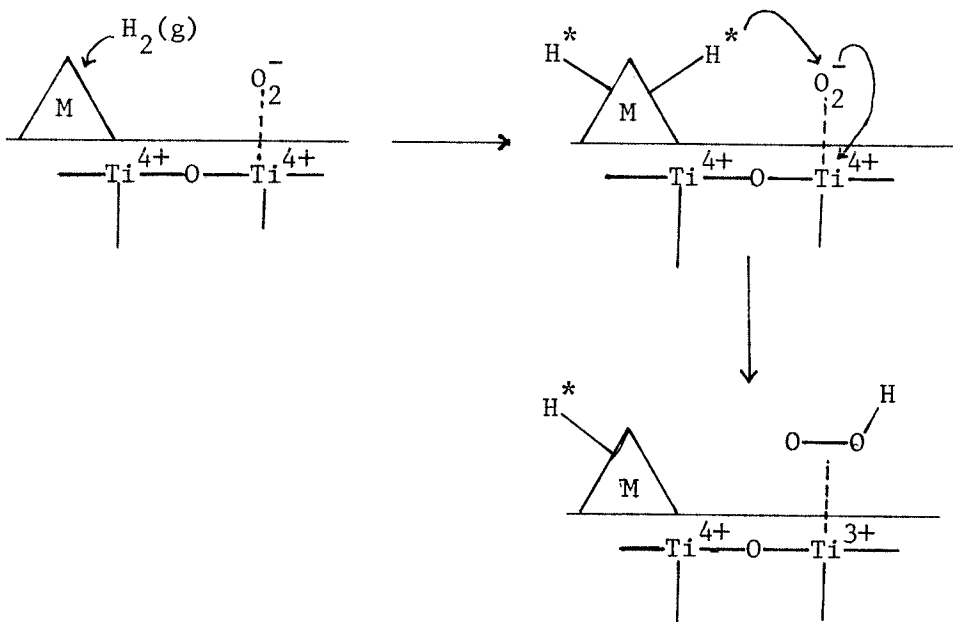 H₂(g)
M
O₂⁻
Ti⁴⁺ O Ti⁴⁺
H* H*
M
O₂⁻
Ti⁴⁺ O Ti⁴⁺
H*
M
H
O O
Ti⁴⁺ O Ti³⁺